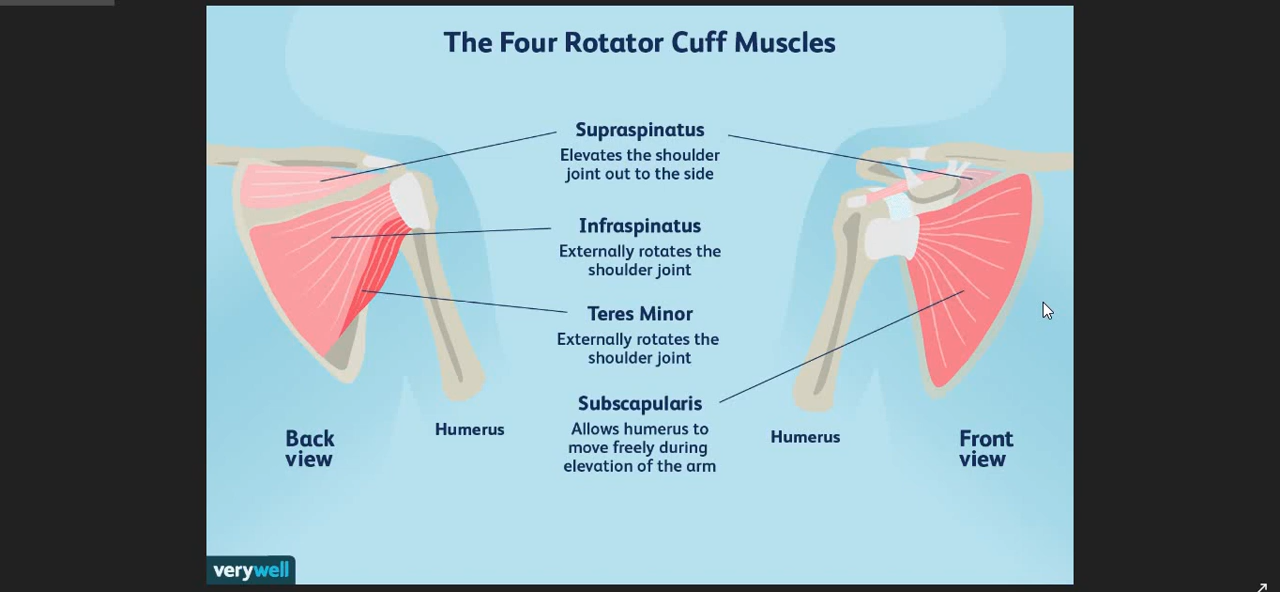 The Four Rotator Cuff Muscles
Supraspinatus
Elevates the shoulder
joint out to the side
Infraspinatus
Externally rotates the
shoulder joint
Teres Minor
Externally rotates the
shoulder joint
Subscapularis
Allows humerus to
move freely during
elevation of the arm
Back
view
Humerus
Humerus
Front
view
verywell